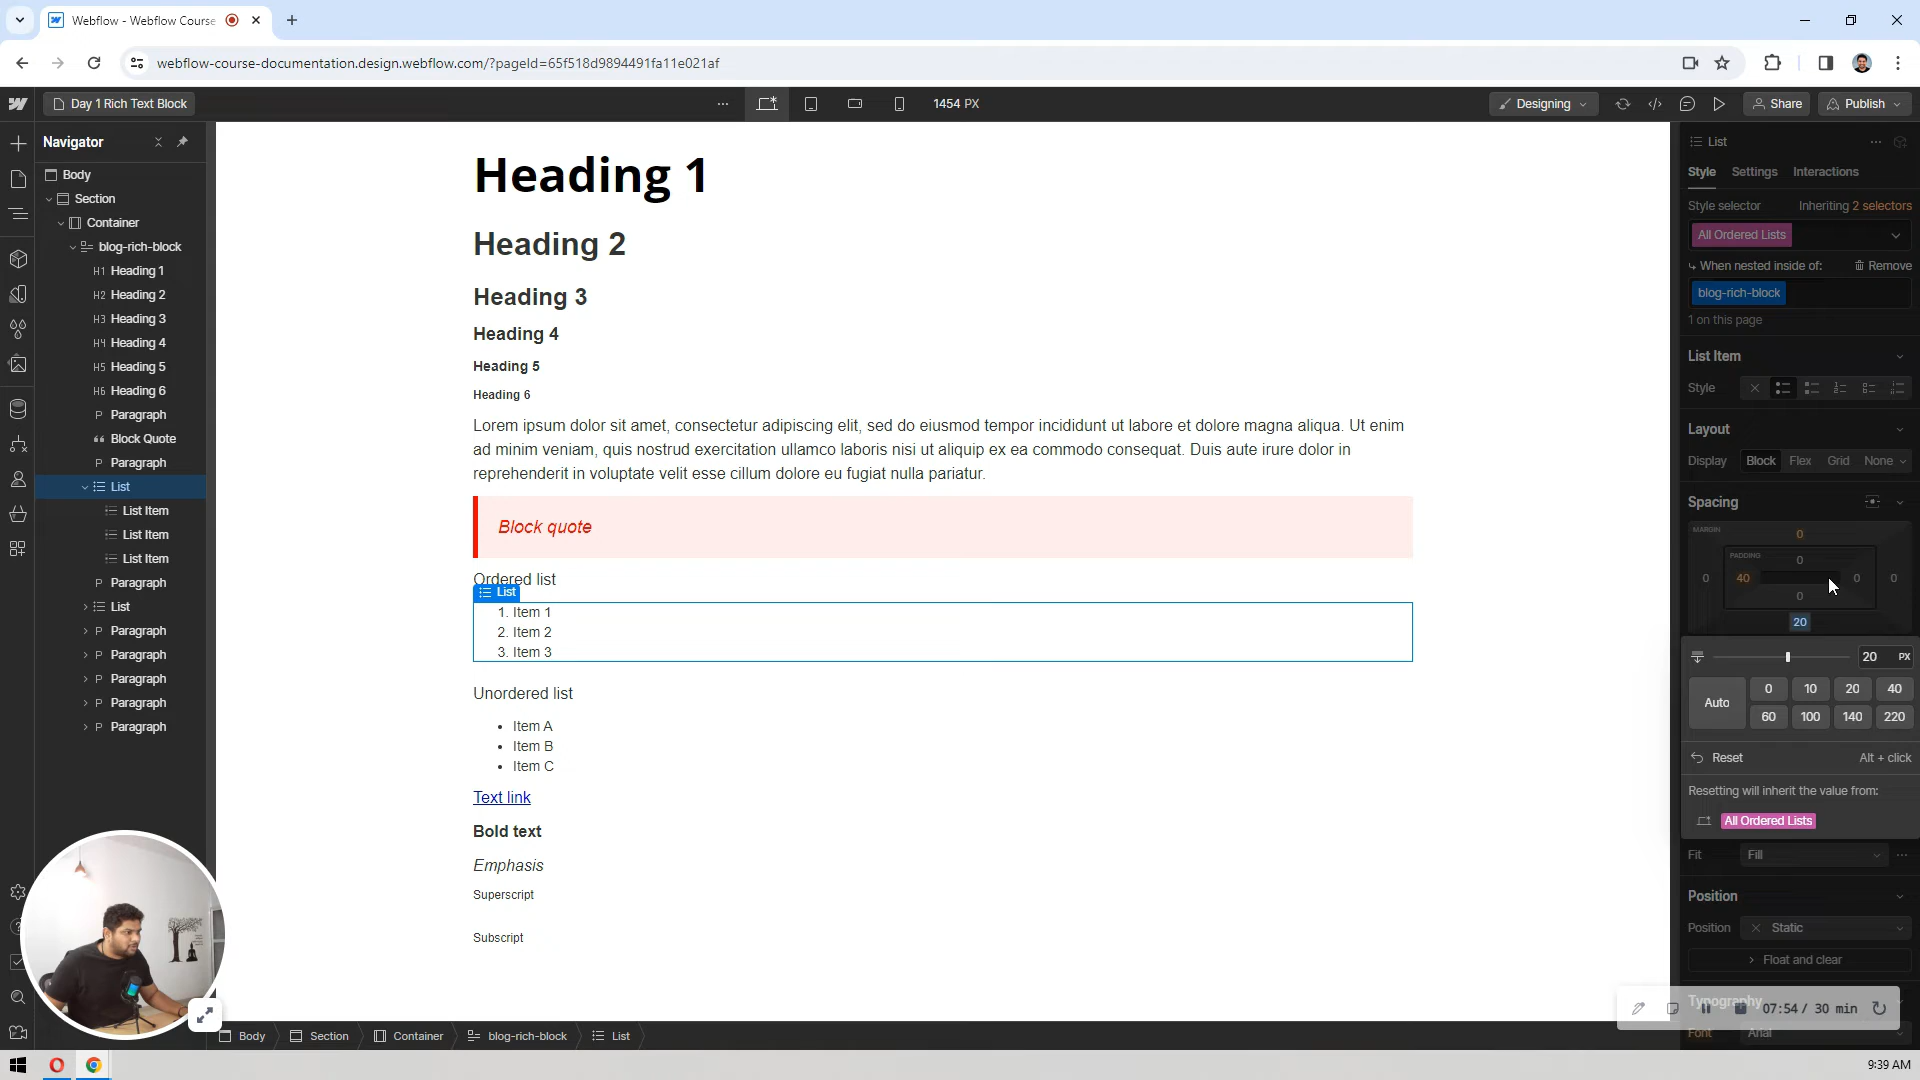 Webflow - Webflow Course
webflow-course-documentation.design.webflow.com/?pageId=65f518d9894491fa11e021af
Day 1 Rich Text Block
1454 PX
Designing
Share
Publish
Navigator
Body
Section
Container
blog-rich-block
H1 Heading 1
H2 Heading 2
H3 Heading 3
H4 Heading 4
H5 Heading 5
H6 Heading 6
P Paragraph
Block Quote
P Paragraph
List
List Item
List Item
List Item
P Paragraph
List
P Paragraph
P Paragraph
P Paragraph
P Paragraph
P Paragraph
Heading 1
Heading 2
Heading 3
Heading 4
Heading 5
Heading 6
Lorem ipsum dolor sit amet, consectetur adipiscing elit, sed do eiusmod tempor incididunt ut labore et dolore magna aliqua. Ut enim
ad minim veniam, quis nostrud exercitation ullamco laboris nisi ut aliquip ex ea commodo consequat. Duis aute irure dolor in
reprehenderit in voluptate velit esse cillum dolore eu fugiat nulla pariatur.
Block quote
Ordered list
List
1. Item 1
2. Item 2
3. Item 3
Unordered list
• Item A
• Item B
• Item C
Text link
Bold text
Emphasis
Superscript
Subscript
Body
Section
Container
blog-rich-block
List
List
Style Settings Interactions
Style selector Inheriting 2 selectors
All Ordered Lists
When nested inside of: Remove
blog-rich-block
1 on this page
List Item
Style
Layout
Display Block Flex Grid None
Spacing
MARGIN
0
PADDING
0
0 40 0 0
0
20
20 PX
Auto 0 10 20 40
60 100 140 220
Reset Alt + click
Resetting will inherit the value from:
All Ordered Lists
Fit Fill
Position
Position Static
Float and clear
Typography
07:54 / 30 min
Font Arial
9:39 AM